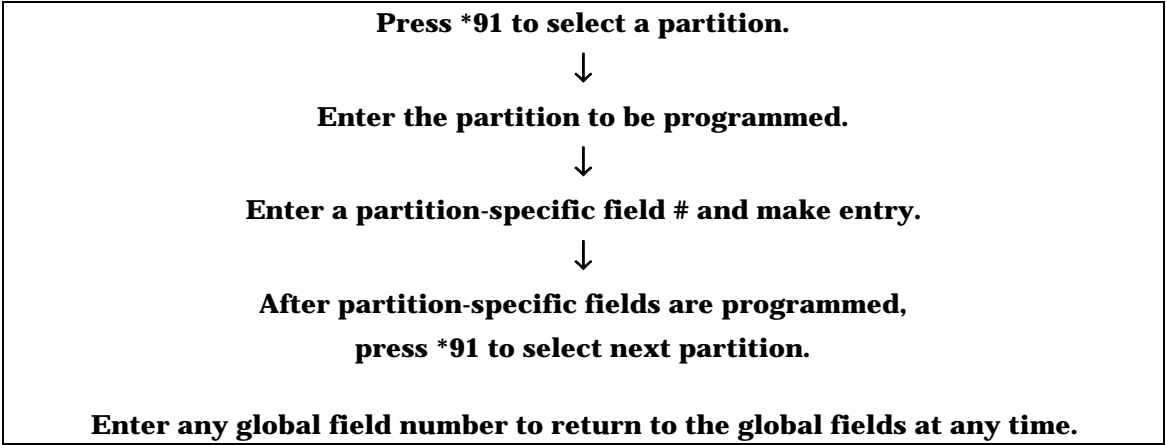 Press *91 to select a partition.
↓
Enter the partition to be programmed.
↓
Enter a partition-specific field # and make entry.
↓
After partition-specific fields are programmed,
press *91 to select next partition.
Enter any global field number to return to the global fields at any time.